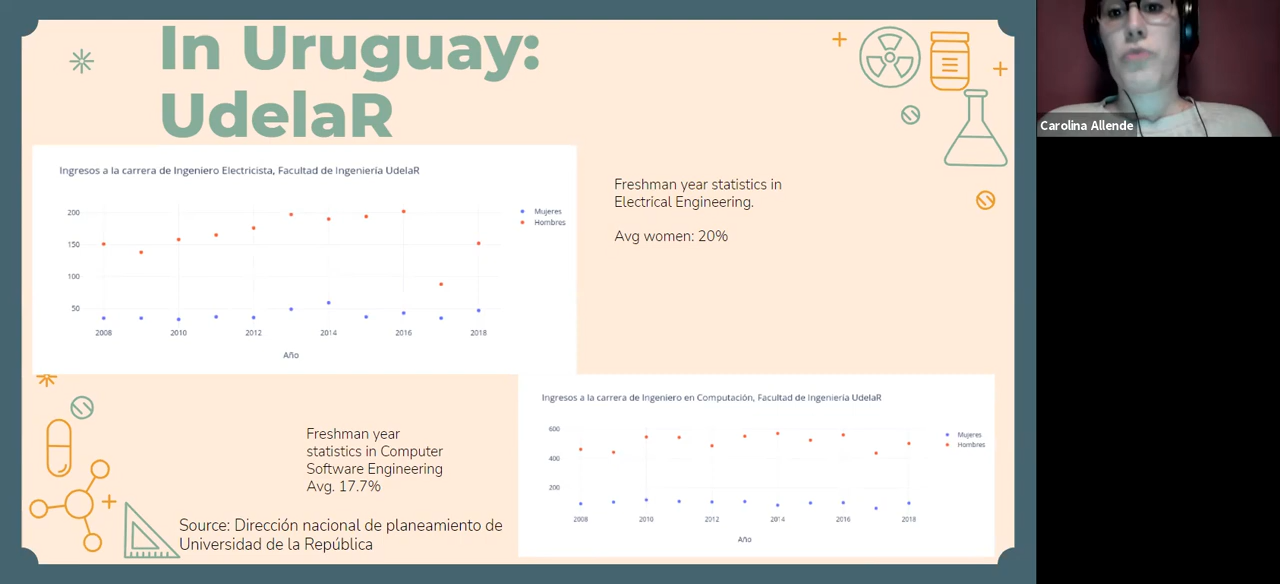 In Uruguay:
UdelaR
Carolina Allende
Ingresos a la carrera de Ingeniero Electricista, Facultad de Ingeniería UdelaR
200
150
100
50
2008
2010
2012
2014
2016
2018
Año
Mujeres
Hombres
Freshman year statistics in
Electrical Engineering.
Avg women: 20%
Freshman year
statistics in Computer
Software Engineering
Avg. 17.7%
Source: Dirección nacional de planeamiento de
Universidad de la República
Ingresos a la carrera de Ingeniero en Computación, Facultad de Ingeniería UdelaR
600
400
200
2008
2010
2012
2014
2016
2018
Año
Mujeres
Hombres